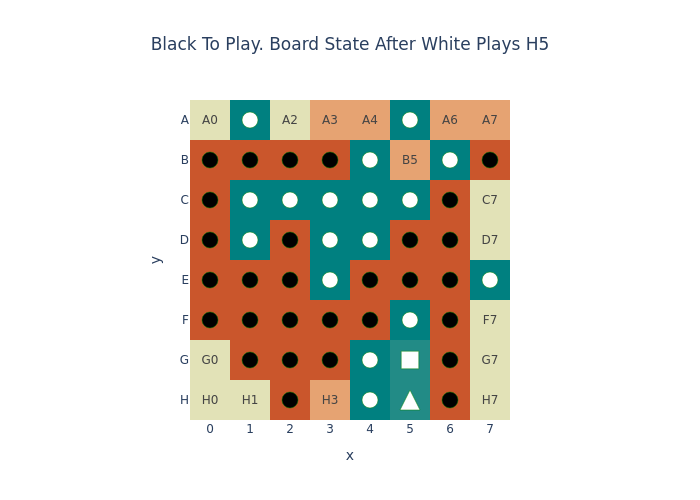 Black To Play. Board State After White Plays H5
A A0 A2 A3 A4 A6 A7
B B5
C C7
D D7
y
E
F F7
G G0 G7
H H0 H1 H3 H7
0 1 2 3 4 5 6 7
x